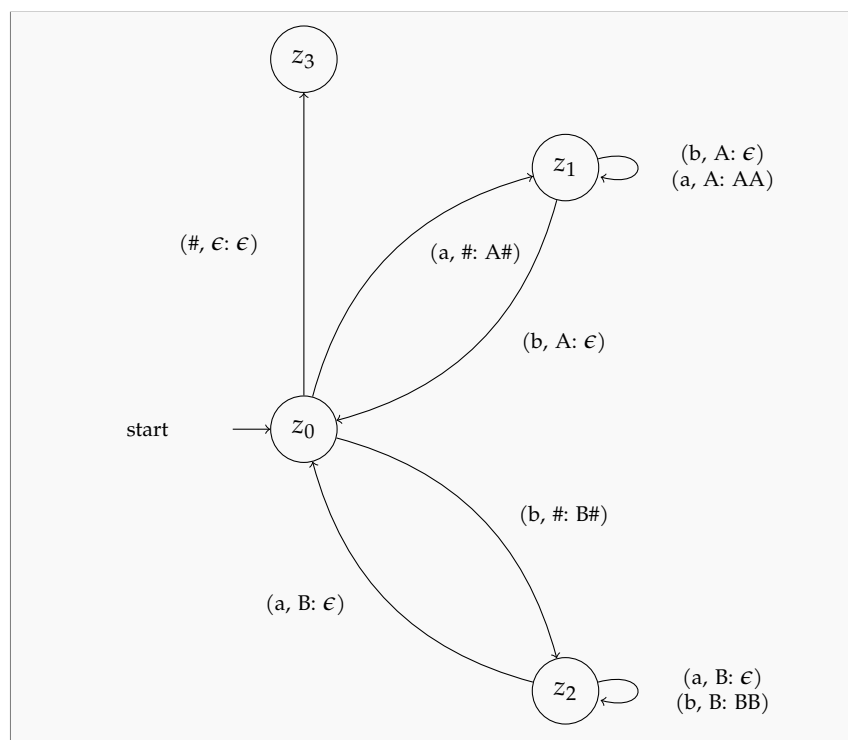 z3
z1
(b, A: ϵ)
(a, A: AA)
(#, ϵ: ϵ)
(a, #: A#)
(b, A: ϵ)
start
z0
(b, #: B#)
(a, B: ϵ)
z2
(a, B: ϵ)
(b, B: BB)